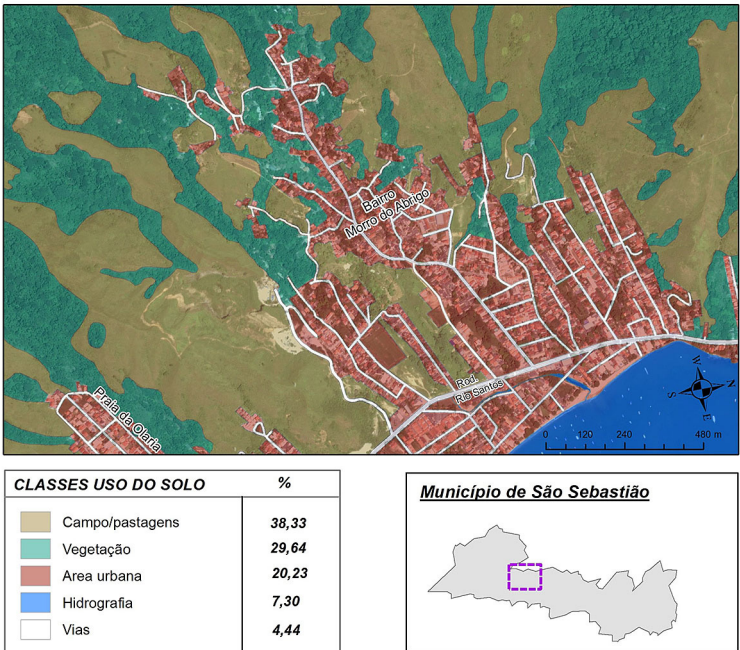 Bairro
Morro do Abrigo
Rod.
Rio Santos
Praia da Olaria
W
N
S
E
0 120 240 480 m
CLASSES USO DO SOLO %
Campo/pastagens 38,33
Vegetação 29,64
Area urbana 20,23
Hidrografia 7,30
Vias 4,44
Município de São Sebastião